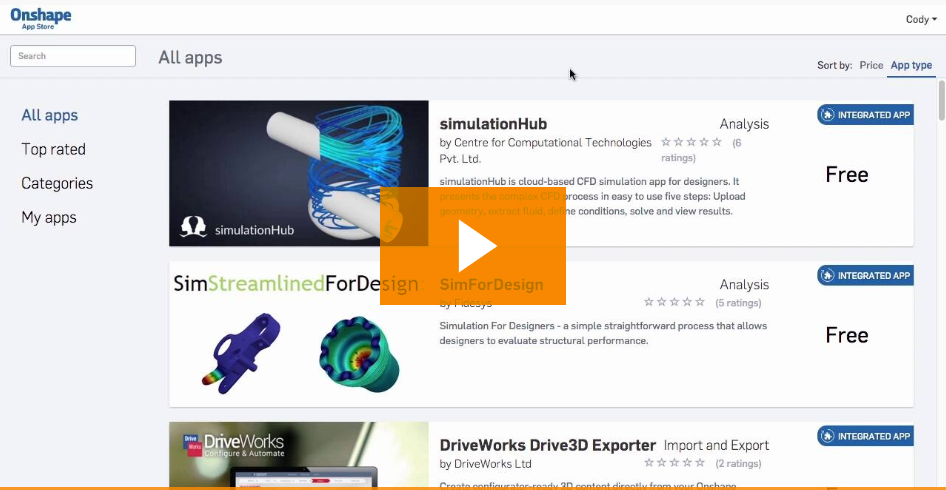 Onshape
App Store
Cody
Search
All apps
Sort by: Price App type
All apps
Top rated
Categories
My apps
simulationHub
simulationHub
Analysis
by Centre for Computational Technologies
Pvt. Ltd.
(6
ratings)
simulationHub is cloud-based CFD simulation app for designers. It
presents the complex CFD process in easy to use five steps: Upload
geometry, extract fluid, define conditions, solve and view results.
INTEGRATED APP
Free
SimStreamlinedForDesign
SimForDesign
Analysis
by Fidesys
(5 ratings)
Simulation For Designers - a simple straightforward process that allows
designers to evaluate structural performance.
INTEGRATED APP
Free
Drive
Works
DriveWorks
Configure & Automate
DriveWorks Drive3D Exporter
Import and Export
by DriveWorks Ltd
(2 ratings)
Create configurator-ready 3D content directly from your Onshape
INTEGRATED APP